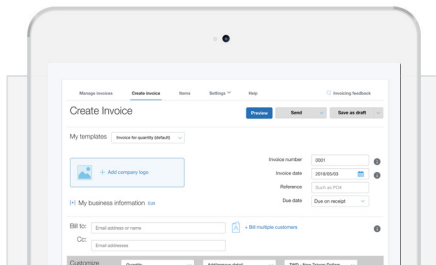 Manage invoices Create invoice Items Settings Help Invoicing feedback
Create Invoice Preview Send Save as draft
My templates Invoice for quantity (default)
Invoice number 0001
+ Add company logo Invoice date 2018/05/03
Reference Such as PO#
Due date Due on receipt
[+] My business information Edit
Bill to: Email address or name + Bill multiple customers
Cc: Email addresses
Customize Quantity